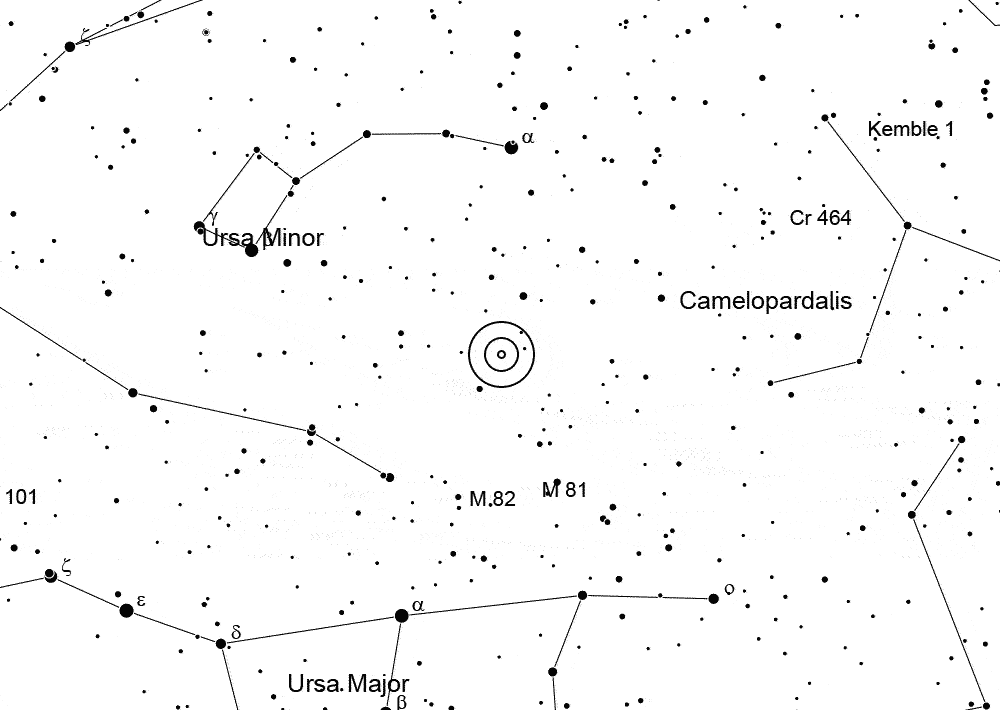 ζ
α
Kemble 1
γ
Cr 464
Ursa Minor
β
Camelopardalis
101
M 82
M 81
ζ
ε
α
ο
δ
Ursa Major
β